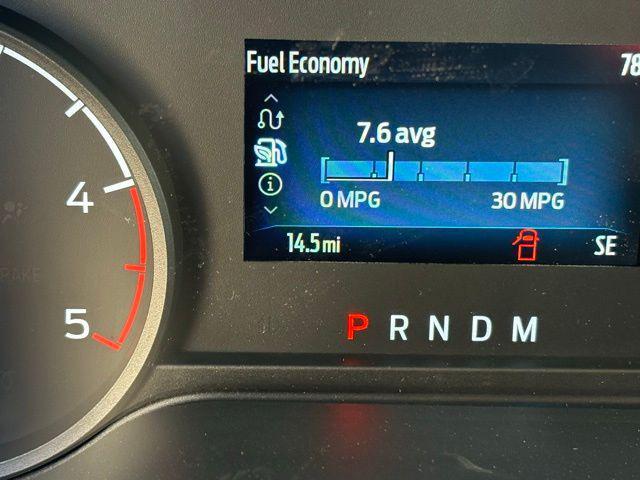 Fuel Economy 78
7.6 avg
0 MPG 30 MPG
14.5 mi SE
4
5
P R N D M